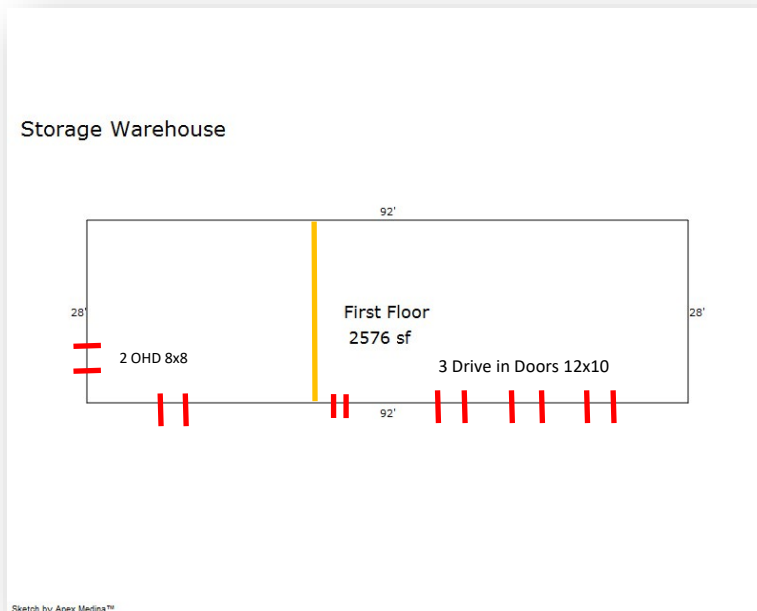 Storage Warehouse
92'
28'
First Floor
28'
2576 sf
2 OHD 8x8
3 Drive in Doors 12x10
92'
Sketch by Apex Medina™